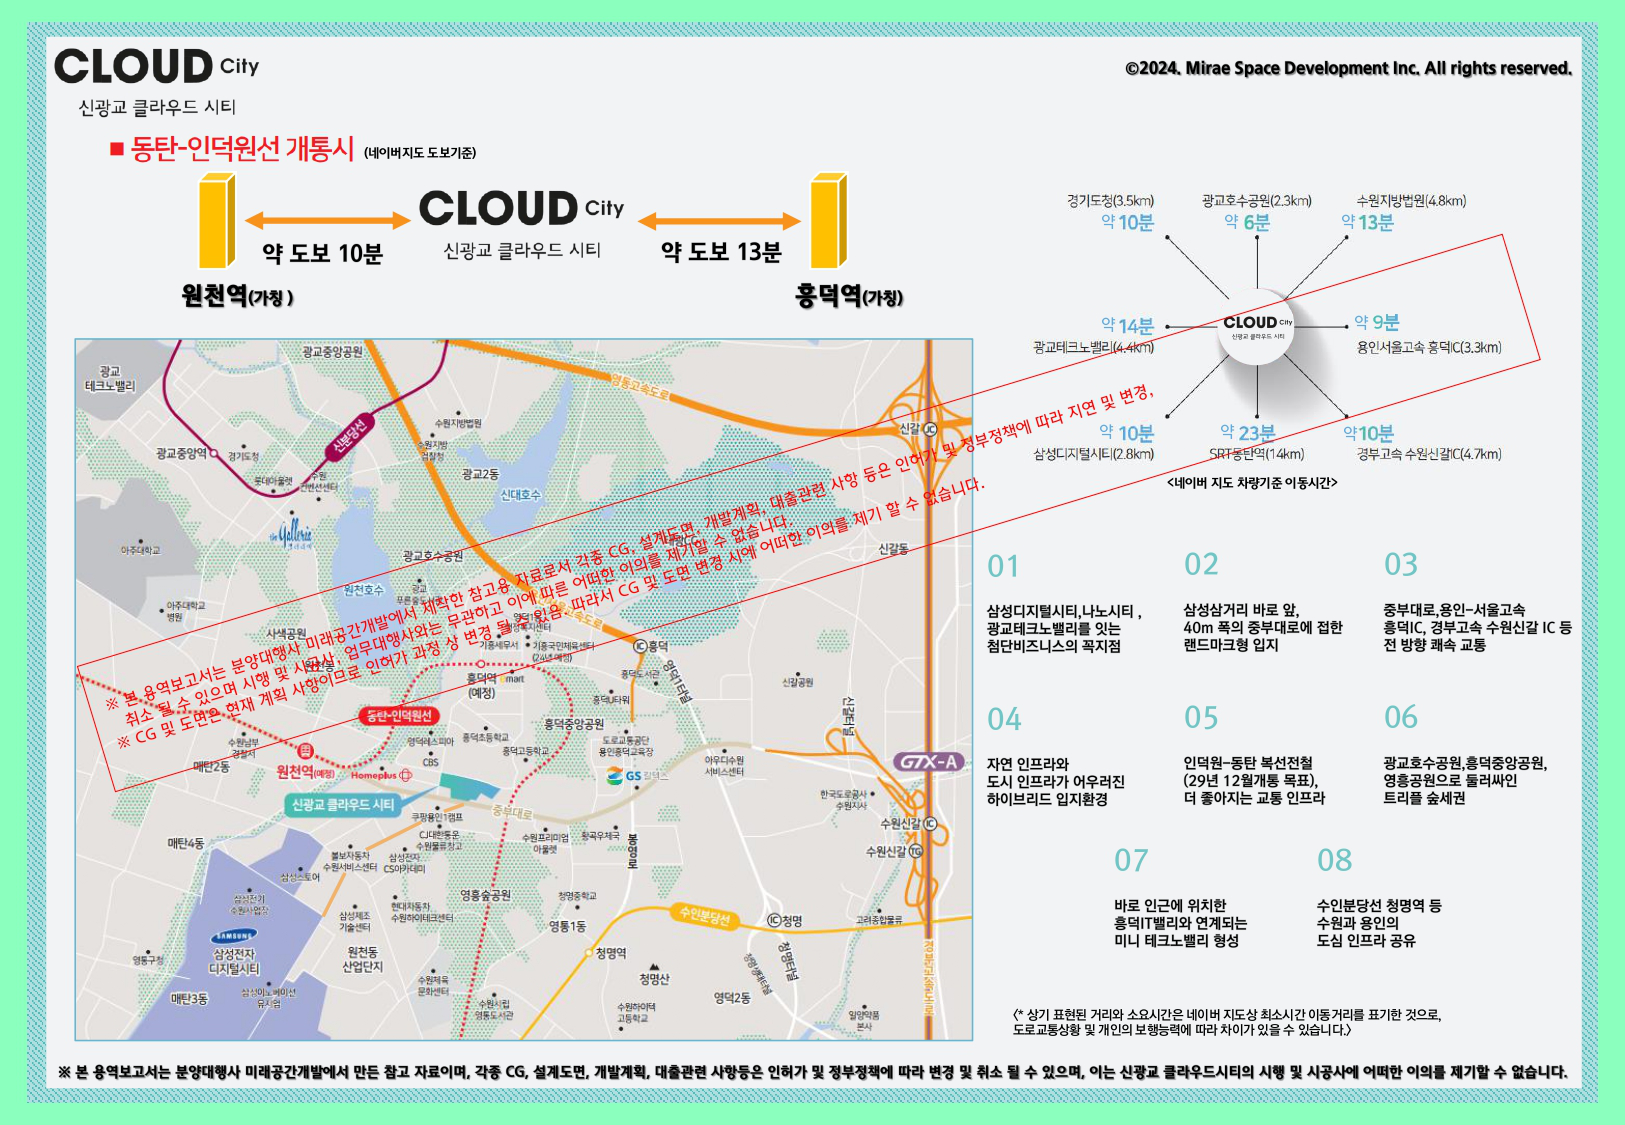 CLOUD City
신광교 클라우드 시티
©2024. Mirae Space Development Inc. All rights reserved.
■ 동탄-인덕원선 개통시 (네이버지도 도보기준)
약 도보 10분
CLOUD City
신광교 클라우드 시티
약 도보 13분
원천역(가칭)
흥덕역(가칭)
경기도청(3.5km)
약 10분
광교호수공원(2.3km)
약 6분
수원지방법원(4.8km)
약 13분
약 14분
광교테크노밸리(4.4km)
CLOUD City
신광교 클라우드 시티
약 9분
용인서울고속 흥덕IC(3.3km)
약 10분
삼성디지털시티(2.8km)
약 23분
SRT동탄역(14km)
약10분
경부고속 수원신갈IC(4.7km)
<네이버 지도 차량기준 이동시간>
광교
테크노밸리
광교중앙공원
영동고속도로
신분당선
수원지방법원
수원지방
검찰청
신갈 JC
광교중앙역
경기도청
롯데아울렛
수원
컨벤션센터
광교2동
신대호수
the Galleria
갤러리아
아주대학교
광교호수공원
신갈동
원천호수
광교
아주대학교
병원
사색공원
원천동
기흥세무서
기흥국민체육센터
(24년 예정)
IC 흥덕
흥덕역
(예정)
emart
흥덕도서관
영덕1터널
신갈공원
흥덕U타워
신갈터널
동탄-인덕원선
흥덕중앙공원
수원남부
경찰서
영덕레스피아
흥덕초등학교
도로교통공단
용인흥덕교육장
CBS
흥덕고등학교
매탄2동
원천역(예정)
Homeplus
GS 칼텍스
아우디수원
서비스센터
GTX-A
신광교 클라우드 시티
중부대로
한국도로공사
수원지사
쿠팡용인1캠프
수원신갈 IC
매탄4동
CJ대한통운
수원물류창고
수원프리미엄
아울렛
황곡우체국
봉영로
볼보자동차
수원서비스센터
삼성전자
CS아카데미
수원신갈 TG
삼성스토어
삼성전기
수원사업장
영흥숲공원
청명중학교
현대자동차
수원하이테크센터
삼성제조
기술센터
수인분당선
IC 청명
고려종합물류
영통1동
SAMSUNG
삼성전자
디지털시티
영통구청
원천동
산업단지
청명역
청명산
청명터널
수원체육
문화센터
매탄3동
삼성이노베이션
뮤지엄
수원시립
영통도서관
수원하이텍
고등학교
영덕2동
일양약품
본사
※ 본 용역보고서는 분양대행사 미래공간개발에서 제작한 참고용 자료로서 각종 CG, 설계도면, 개발계획, 대출관련 사항 등은 인허가 및 정부정책에 따라 지연 및 변경,
취소 될 수 있으며 시행 및 시공사, 업무대행사와는 무관하고 이에 따른 어떠한 이의를 제기할 수 없습니다.
※ CG 및 도면은 현재 계획 사항이므로 인허가 과정 상 변경 될 수 있음. 따라서 CG 및 도면 변경 시에 어떠한 이의를 제기 할 수 없습니다.
01
삼성디지털시티,나노시티 ,
광교테크노밸리를 잇는
첨단비즈니스의 꼭지점
02
삼성삼거리 바로 앞,
40m 폭의 중부대로에 접한
랜드마크형 입지
03
중부대로,용인-서울고속
흥덕IC, 경부고속 수원신갈 IC 등
전 방향 쾌속 교통
04
자연 인프라와
도시 인프라가 어우러진
하이브리드 입지환경
05
인덕원-동탄 복선전철
(29년 12월개통 목표),
더 좋아지는 교통 인프라
06
광교호수공원,흥덕중앙공원,
영흥공원으로 둘러싸인
트리플 숲세권
07
바로 인근에 위치한
흥덕IT밸리와 연계되는
미니 테크노밸리 형성
08
수인분당선 청명역 등
수원과 용인의
도심 인프라 공유
<* 상기 표현된 거리와 소요시간은 네이버 지도상 최소시간 이동거리를 표기한 것으로,
도로교통상황 및 개인의 보행능력에 따라 차이가 있을 수 있습니다.>
※ 본 용역보고서는 분양대행사 미래공간개발에서 만든 참고 자료이며, 각종 CG, 설계도면, 개발계획, 대출관련 사항등은 인허가 및 정부정책에 따라 변경 및 취소 될 수 있으며, 이는 신광교 클라우드시티의 시행 및 시공사에 어떠한 이의를 제기할 수 없습니다.